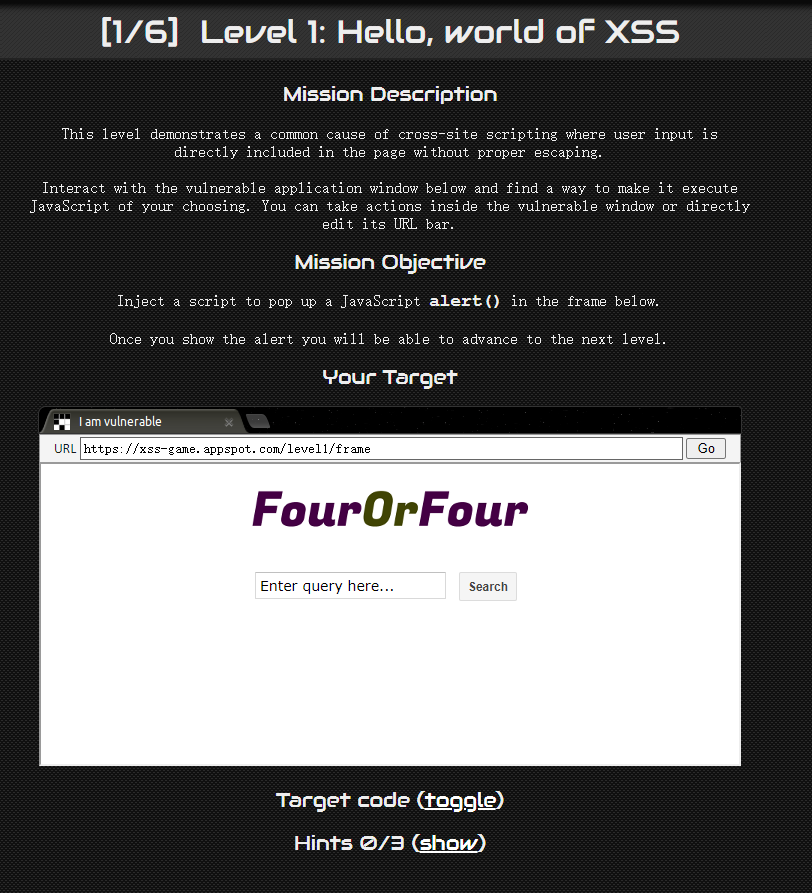 [1/6] Level 1: Hello, world of XSS
Mission Description
This level demonstrates a common cause of cross-site scripting where user input is
directly included in the page without proper escaping.
Interact with the vulnerable application window below and find a way to make it execute
JavaScript of your choosing. You can take actions inside the vulnerable window or directly
edit its URL bar.
Mission Objective
Inject a script to pop up a JavaScript alert() in the frame below.
Once you show the alert you will be able to advance to the next level.
Your Target
I am vulnerable
URL https://xss-game.appspot.com/level1/frame Go
FourOrFour
Enter query here... Search
Target code (toggle)
Hints 0/3 (show)